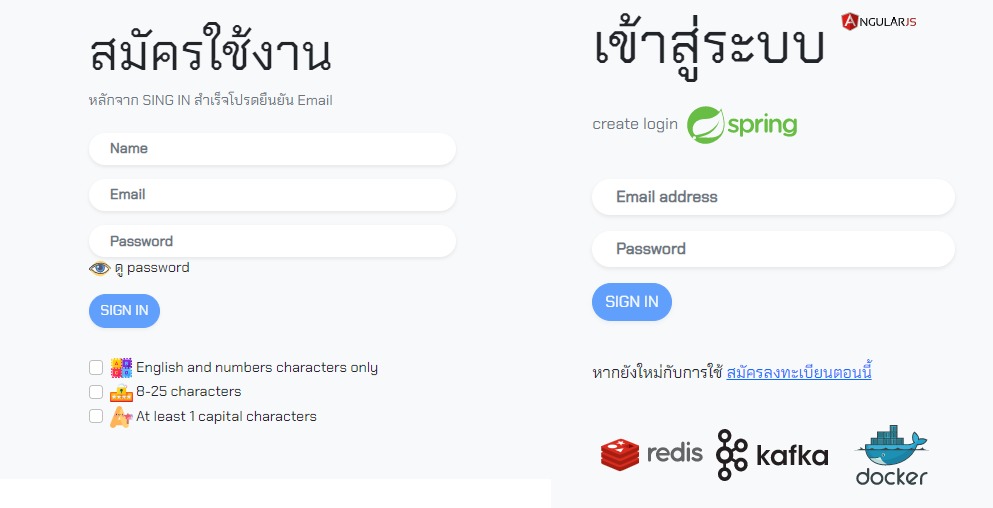 สมัครใช้งาน
หลักจาก SING IN สำเร็จโปรดยืนยัน Email
Name
Email
Password
ดู password
SIGN IN
English and numbers characters only
8-25 characters
At least 1 capital characters
เข้าสู่ระบบ
ANGULARJS
create login spring
Email address
Password
SIGN IN
หากยังใหม่กับการใช้ สมัครลงทะเบียนตอนนี้
redis kafka docker